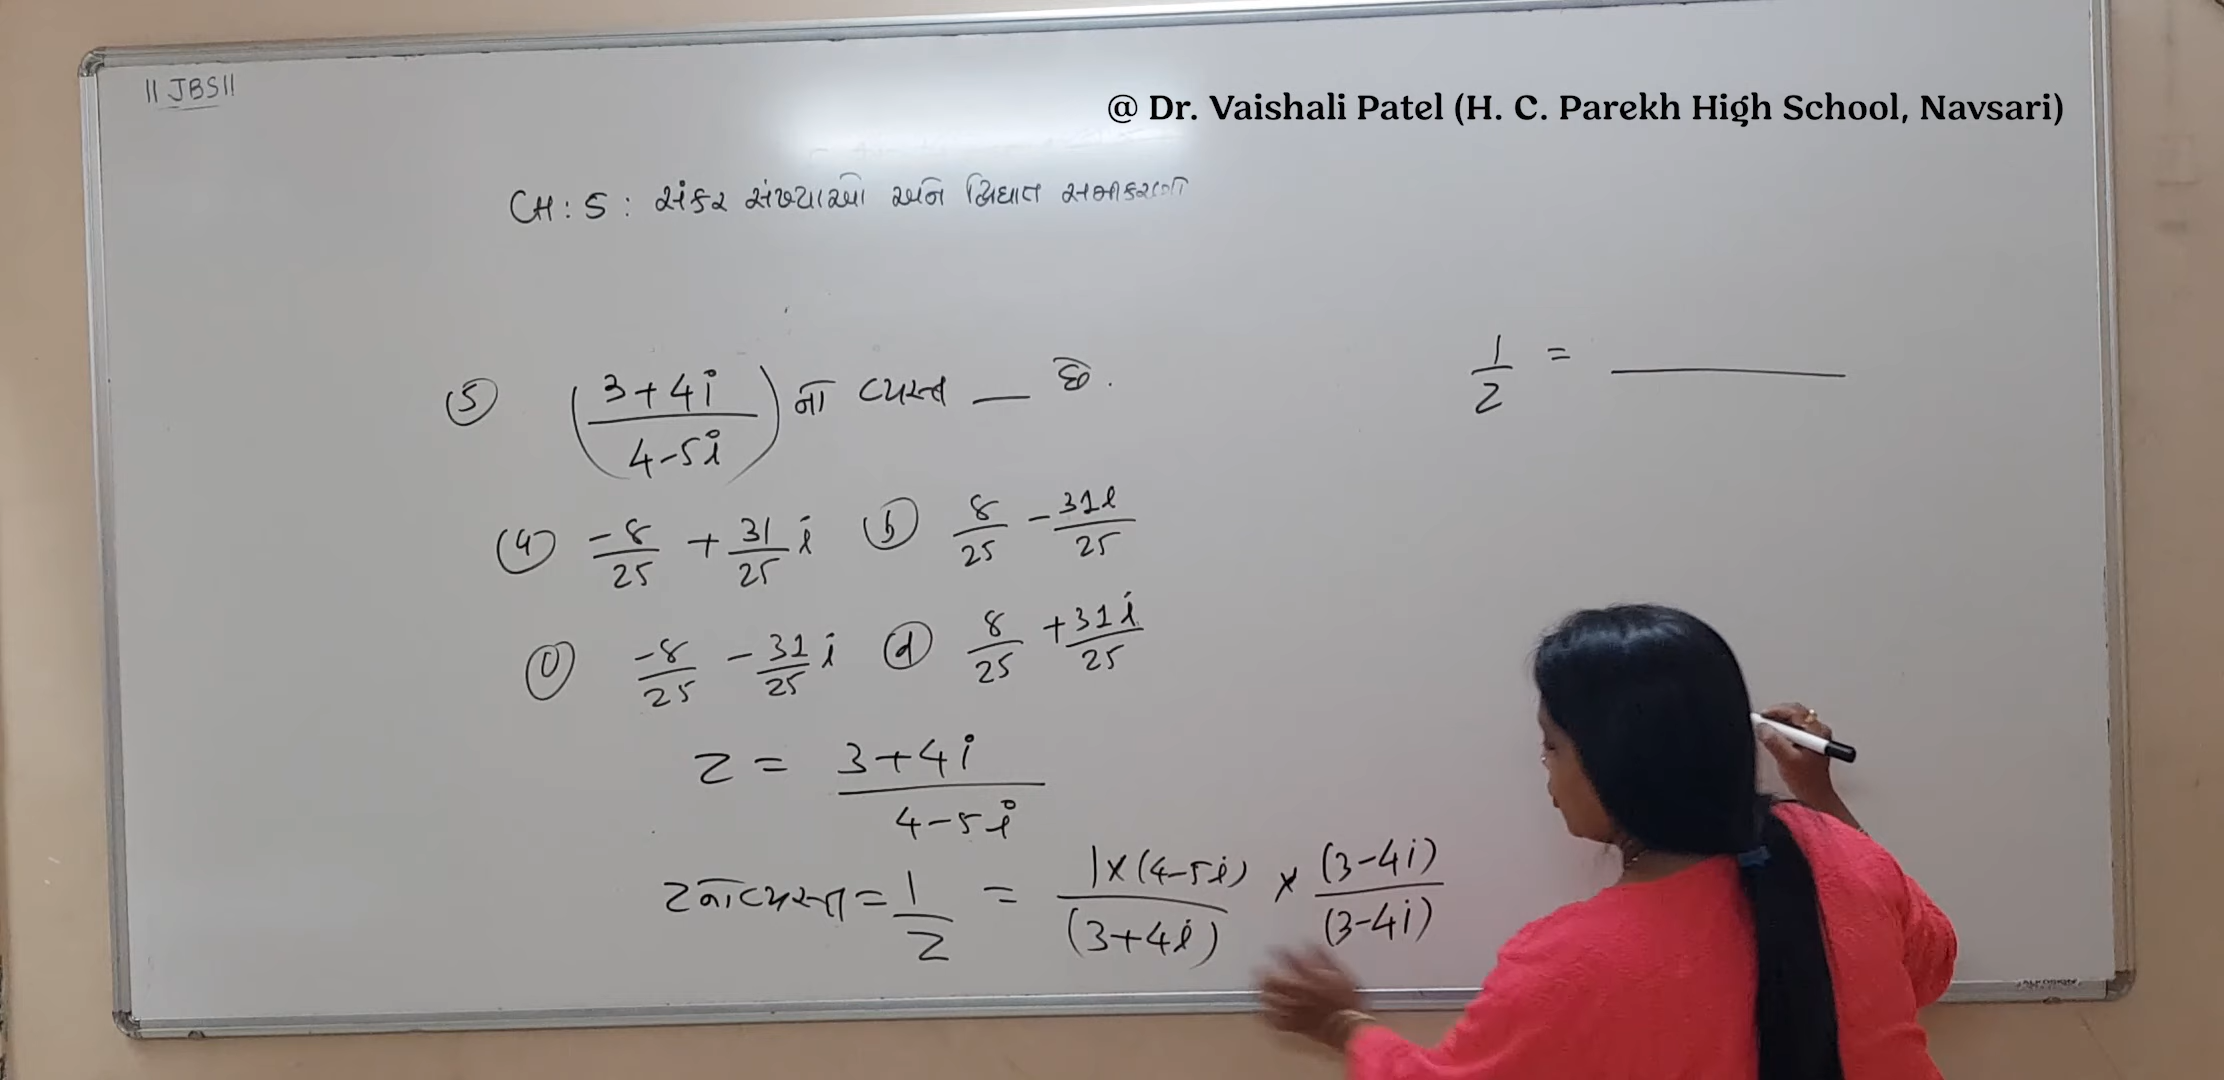 || JBS ||
@ Dr. Vaishali Patel (H. C. Parekh High School, Navsari)
CH : 5 : સંકર સંખ્યાઓ અને દ્વિઘાત સમીકરણો
(5) ((3+4i)/(4-5i)) નો વ્યસ્ત __ છે.
(a) -8/25 + 31/25 i (b) 8/25 - 31i/25
(c) -8/25 - 31/25 i (d) 8/25 + 31i/25
z = (3+4i)/(4-5i)
z નો વ્યસ્ત = 1/z = (1×(4-5i))/(3+4i) × (3-4i)/(3-4i)
1/z = ______